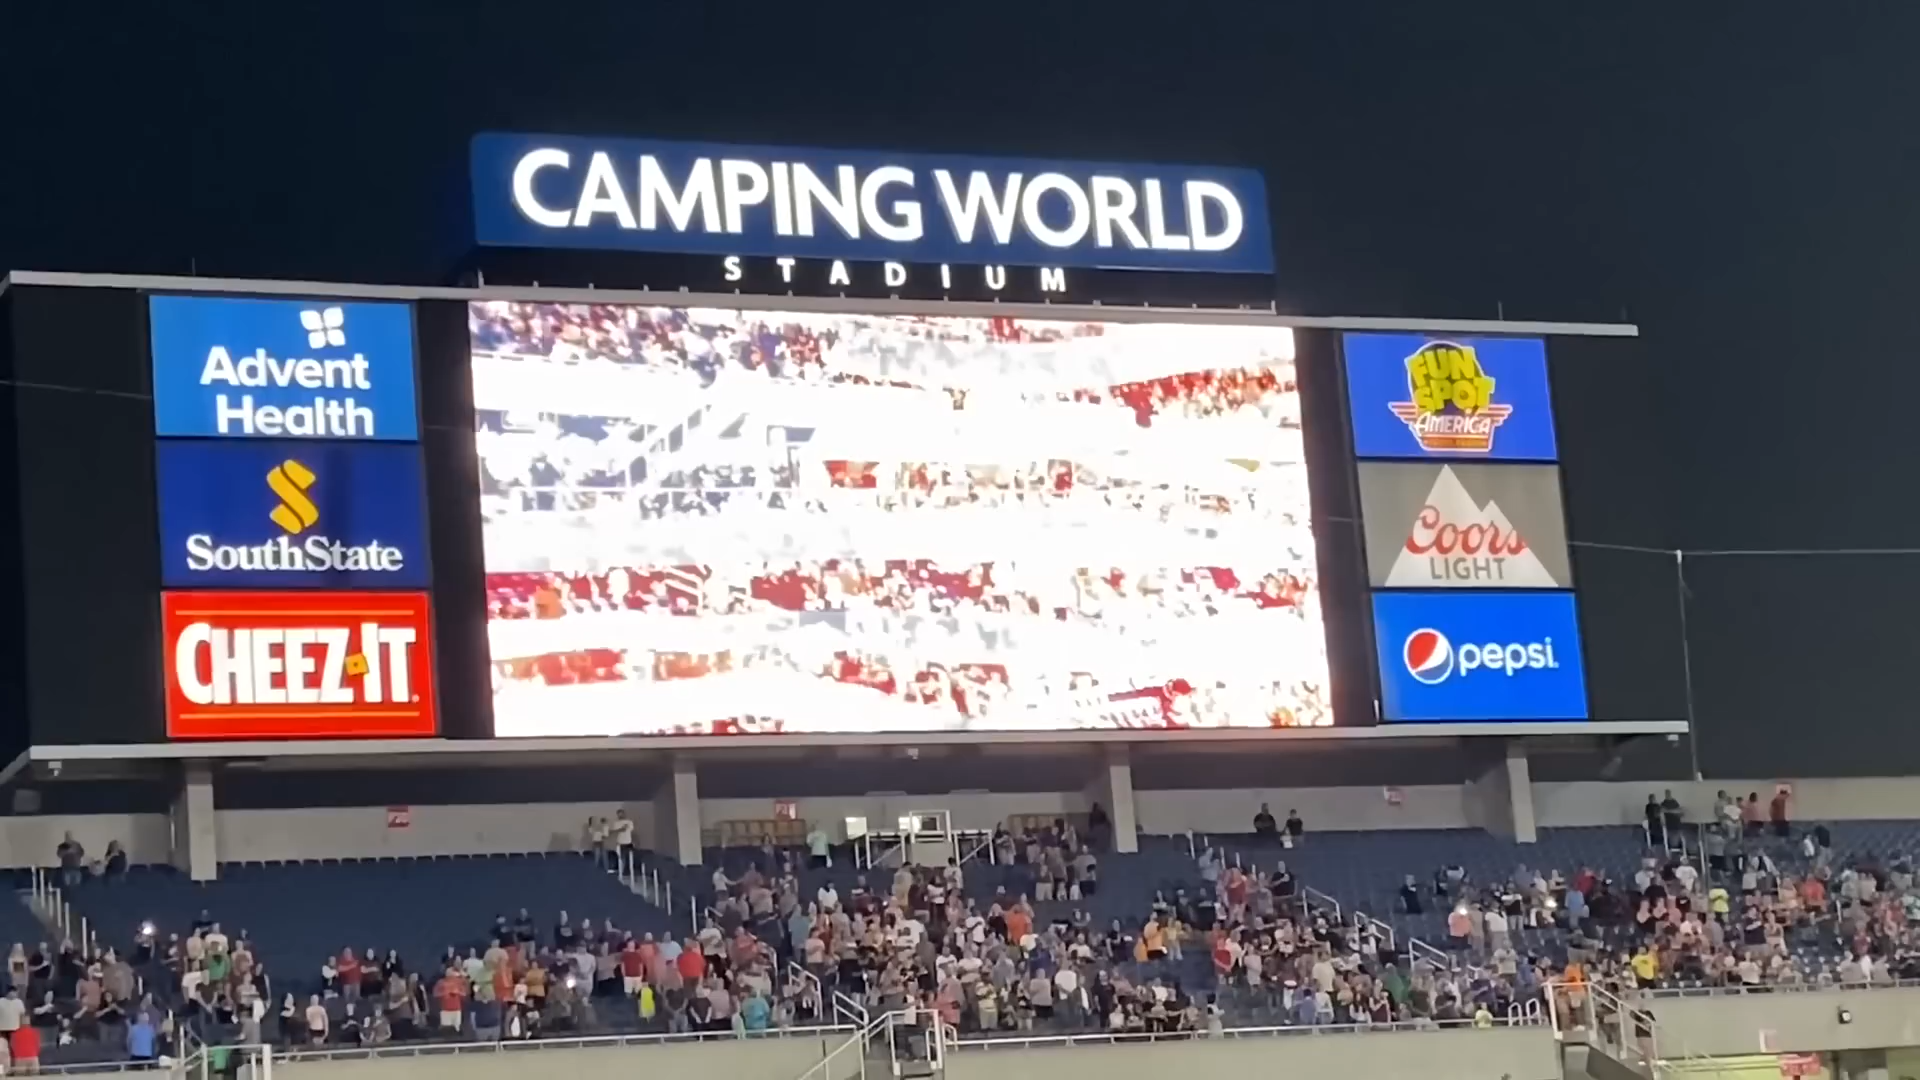 CAMPING WORLD
STADIUM
Advent
Health
SouthState
CHEEZ-IT
FUN
SPOT
AMERICA
Coors
LIGHT
pepsi